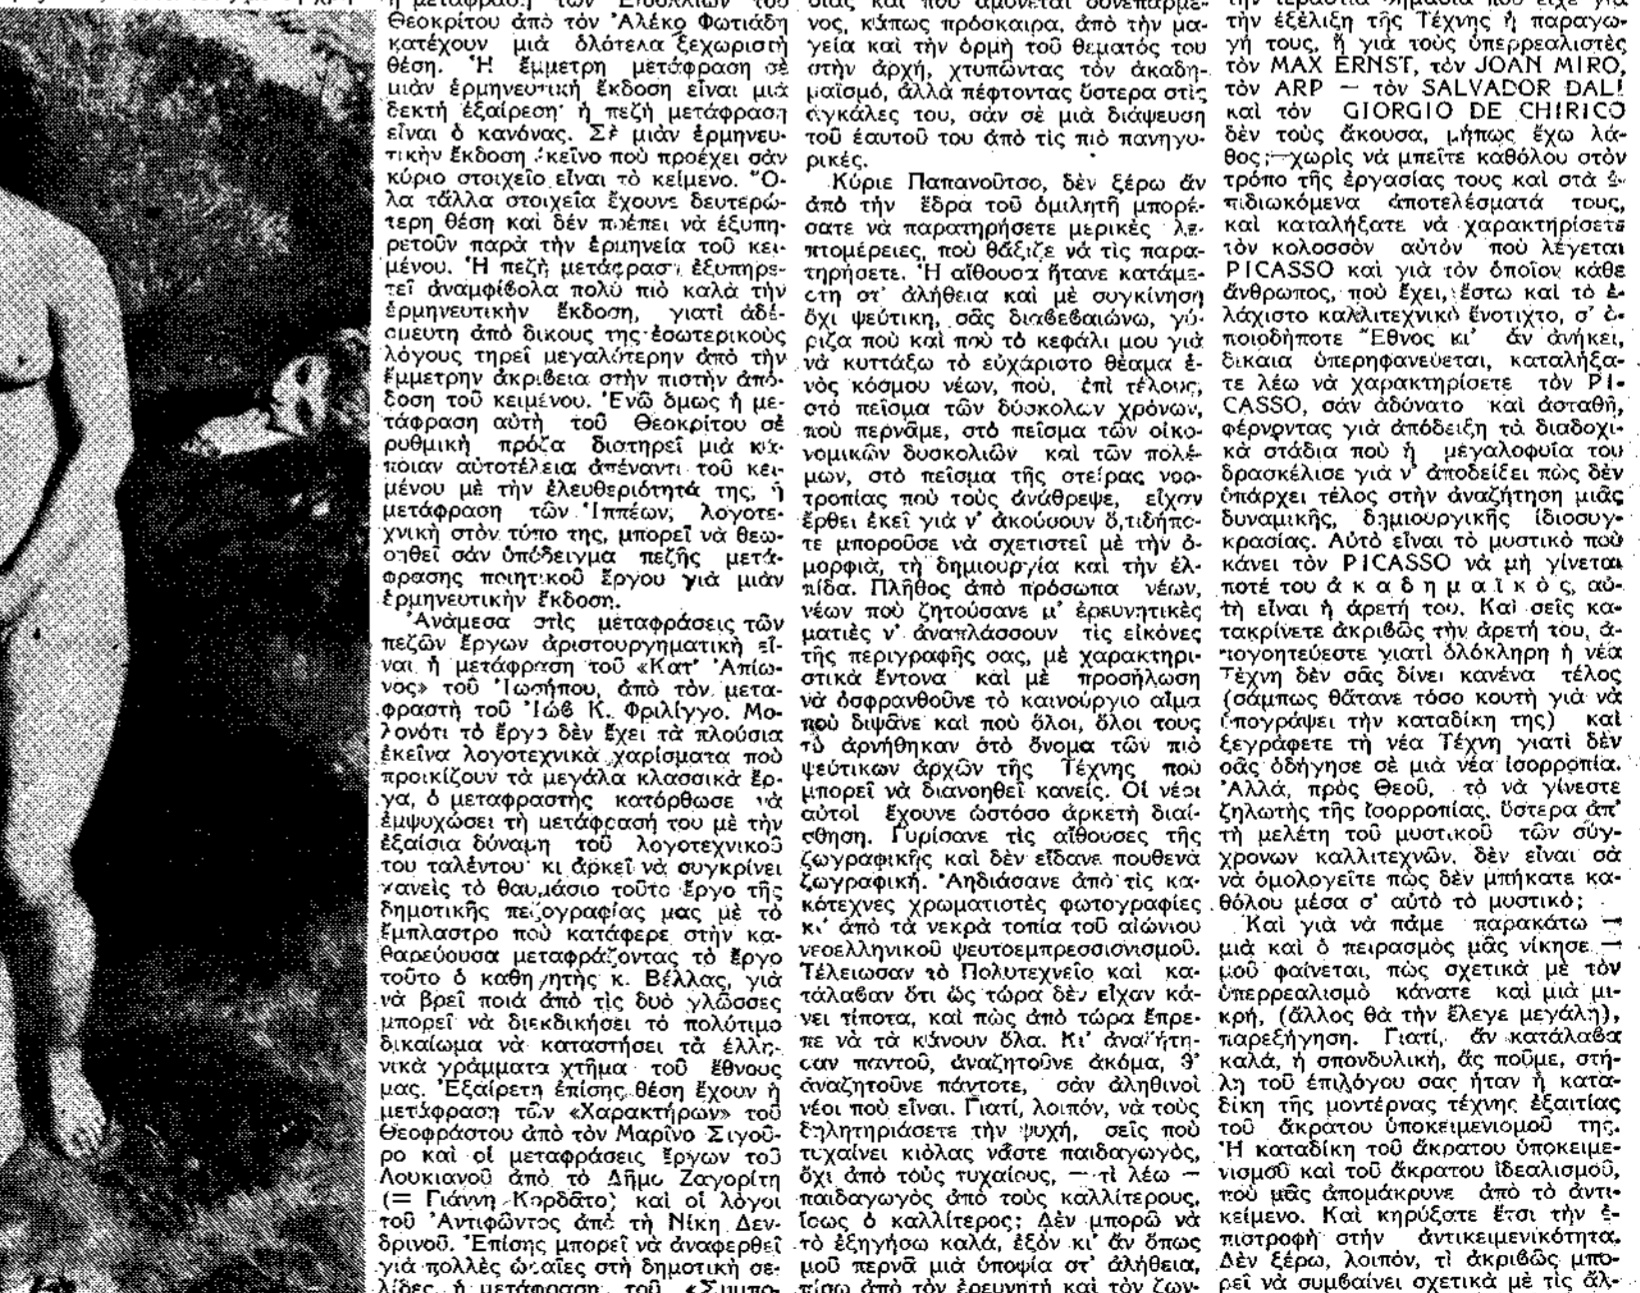 Θεοκρίτου ἀπὸ τὸν Ἀλέκο Φωτιάδη
κατέχουν μιὰ ὁλότελα ξεχωριστὴ
θέση. Ἡ ἔμμετρη μετάφραση σὲ
μιὰν ἑρμηνευτικὴ ἔκδοση εἶναι μιὰ
δεκτὴ ἐξαίρεση· ἡ πεζὴ μετάφραση
εἶναι ὁ κανόνας. Σὲ μιὰν ἑρμηνευ-
τικὴν ἔκδοση ἐκεῖνο ποὺ προέχει σὰν
κύριο στοιχεῖο εἶναι τὸ κείμενο. Ὅ-
λα τἄλλα στοιχεῖα ἔχουνε δευτερώ-
τερη θέση καὶ δέν πρέπει νὰ ἐξυπη-
ρετοῦν παρὰ τὴν ἑρμηνεία τοῦ κει-
μένου. Ἡ πεζὴ μετάφραση ἐξυπηρε-
τεῖ ἀναμφίβολα πολὺ πιὸ καλὰ τὴν
ἑρμηνευτικὴν ἔκδοση, γιατὶ ἀδέ-
σμευτη ἀπὸ δικους της ἐσωτερικοὺς
λόγους τηρεῖ μεγαλύτερην ἀπὸ τὴν
ἔμμετρην ἀκρίβεια στὴν πιστὴν ἀπό-
δοση τοῦ κειμένου. Ἐνῶ ὅμως ἡ με-
τάφραση αὐτὴ τοῦ Θεοκρίτου σὲ
ρυθμικὴ πρόζα διατηρεῖ μιὰ κά-
ποιαν αὐτοτέλεια ἀπέναντι τοῦ κει-
μένου μὲ τὴν ἐλευθεριότητά της, ἡ
μετάφραση τῶν Ἱππέων, λογοτε-
χνικὴ στὸν τύπο της, μπορεῖ νὰ θεω-
ρηθεῖ σὰν ὑπόδειγμα πεζῆς μετά-
φρασης ποιητικοῦ ἔργου γιὰ μιὰν
ἑρμηνευτικὴν ἔκδοση.
Ἀνάμεσα στὶς μεταφράσεις τῶν
πεζῶν ἔργων ἀριστουργηματικὴ εἶ-
ναι ἡ μετάφραση τοῦ «Κατ' Ἀπίω-
νος» τοῦ Ἰωσήπου, ἀπὸ τὸν μετα-
φραστὴ τοῦ Ἰὼβ Κ. Φριλίγγο. Μο-
λονότι τὸ ἔργο δὲν ἔχει τὰ πλούσια
ἐκεῖνα λογοτεχνικὰ χαρίσματα ποὺ
προικίζουν τὰ μεγάλα κλασσικὰ ἔρ-
γα, ὁ μεταφραστὴς κατόρθωσε νὰ
ἐμψυχώσει τὴ μετάφρασή του μὲ τὴν
ἐξαίσια δύναμη τοῦ λογοτεχνικοῦ
του ταλέντου· κι ἀρκεῖ νὰ συγκρίνει
κανεὶς τὸ θαυμάσιο τοῦτο ἔργο τῆς
δημοτικῆς πεζογραφίας μας μὲ τὸ
ἔμπλαστρο ποὺ κατάφερε στὴν κα-
θαρεύουσα μεταφράζοντας τὸ ἔργο
τοῦτο ὁ καθηγητὴς κ. Βέλλας, γιὰ
νὰ βρεῖ ποιὰ ἀπὸ τὶς δυὸ γλῶσσες
μπορεῖ νὰ διεκδικήσει τὸ πολύτιμο
δικαίωμα νὰ καταστήσει τὰ ἑλλη-
νικὰ γράμματα χτῆμα τοῦ ἔθνους
μας. Ἐξαίρετη ἐπίσης θέση ἔχουν ἡ
μετάφραση τῶν «Χαρακτήρων» τοῦ
Θεοφράστου ἀπὸ τὸν Μαρῖνο Σιγοῦ-
ρο καὶ οἱ μεταφράσεις ἔργων τοῦ
Λουκιανοῦ ἀπὸ τὸ Δῆμο Ζαγορίτη
(= Γιάννη Κορδᾶτο) καὶ οἱ λόγοι
τοῦ Ἀντιφῶντος ἀπὸ τὴ Νίκη Δεν-
δρινοῦ. Ἐπίσης μπορεῖ νὰ ἀναφερθεῖ
γιὰ πολλὲς ὡραῖες στὴ δημοτικὴ σε-
λίδες ἡ μετάφραση τοῦ «Συμπο-
νος, κάπως πρόσκαιρα, ἀπὸ τὴν μα-
γεία καὶ τὴν ὁρμὴ τοῦ θεματός του
στὴν ἀρχή, χτυπῶντας τὸν ἀκαδη-
μαϊσμό, ἀλλὰ πέφτοντας ὕστερα στὶς
ἀγκάλες του, σὰν σὲ μιὰ διάψευση
τοῦ ἑαυτοῦ του ἀπὸ τὶς πιὸ πανηγυ-
ρικές.
Κύριε Παπανοῦτσο, δὲν ξέρω ἂν
ἀπὸ τὴν ἕδρα τοῦ ὁμιλητῆ μπορέ-
σατε νὰ παρατηρήσετε μερικὲς λε-
πτομέρειες, ποὺ θἄξιζε νὰ τὶς παρα-
τηρήσετε. Ἡ αἴθουσα ἤτανε κατάμε-
στη στ' ἀλήθεια καὶ μὲ συγκίνηση
ὄχι ψεύτικη, σᾶς διαβεβαιώνω, γύ-
ριζα ποὺ καὶ ποὺ τὸ κεφάλι μου γιὰ
νὰ κυττάξω τὸ εὐχάριστο θέαμα ἑ-
νὸς κόσμου νέων, πού, ἐπὶ τέλους,
στὸ πεῖσμα τῶν δύσκολων χρόνων,
ποὺ περνᾶμε, στὸ πεῖσμα τῶν οἰκο-
νομικῶν δυσκολιῶν καὶ τῶν πολέ-
μων, στὸ πεῖσμα τῆς στείρας νοο-
τροπίας ποὺ τοὺς ἀνάθρεψε, εἶχαν
ἔρθει ἐκεῖ γιὰ ν' ἀκούσουν ὅ,τιδήπο-
τε μποροῦσε νὰ σχετιστεῖ μὲ τὴν ὀ-
μορφιά, τὴ δημιουργία καὶ τὴν ἐλ-
πίδα. Πλῆθος ἀπὸ πρόσωπα νέων,
νέων ποὺ ζητούσανε μ' ἐρευνητικὲς
ματιὲς ν' ἀναπλάσσουν τὶς εἰκόνες
τῆς περιγραφῆς σας, μὲ χαρακτηρι-
στικὰ ἔντονα καὶ μὲ προσήλωση
νὰ ὀσφρανθοῦνε τὸ καινούργιο αἷμα
ποὺ διψᾶνε καὶ ποὺ ὅλοι, ὅλοι τους
τὸ ἀρνήθηκαν στὸ ὄνομα τῶν πιὸ
ψεύτικων ἀρχῶν τῆς Τέχνης ποὺ
μπορεῖ νὰ διανοηθεῖ κανείς. Οἱ νέοι
αὐτοὶ ἔχουνε ὡστόσο ἀρκετὴ διαί-
σθηση. Γυρίσανε τὶς αἴθουσες τῆς
ζωγραφικῆς καὶ δὲν εἴδανε πουθενὰ
ζωγραφική. Ἀηδιάσανε ἀπὸ τὶς κα-
κότεχνες χρωματιστὲς φωτογραφίες
κι' ἀπὸ τὰ νεκρὰ τοπία τοῦ αἰώνιου
νεοελληνικοῦ ψευτοεμπρεσσιονισμοῦ.
Τέλειωσαν τὸ Πολυτεχνεῖο καὶ κα-
τάλαβαν ὅτι ὡς τώρα δὲν εἶχαν κά-
νει τίποτα, καὶ πὼς ἀπὸ τώρα ἔπρε-
πε νὰ τὰ κάνουν ὅλα. Κι' ἀναζήτη-
σαν παντοῦ, ἀναζητοῦνε ἀκόμα, θ'
ἀναζητοῦνε πάντοτε, σὰν ἀληθινοὶ
νέοι ποὺ εἶναι. Γιατί, λοιπόν, νὰ τοὺς
δηλητηριάσετε τὴν ψυχή, σεῖς ποὺ
τυχαίνει κιόλας νἆστε παιδαγωγός,
ὄχι ἀπὸ τοὺς τυχαίους, — τί λέω —
παιδαγωγὸς ἀπὸ τοὺς καλλίτερους,
ἴσως ὁ καλλίτερος; Δὲν μπορῶ νὰ
τὸ ἐξηγήσω καλά, ἐξὸν κι' ἂν ὅπως
μοῦ περνᾶ μιὰ ὑποψία στ' ἀλήθεια,
πίσω ἀπὸ τὸν ἐρευνητὴ καὶ τὸν ζων-
τὴν ἐξέλιξη τῆς Τέχνης ἡ παραγω-
γή τους, ἢ γιὰ τοὺς ὑπερρεαλιστὲς
τὸν MAX ERNST, τὸν JOAN MIRO,
τὸν ARP — τὸν SALVADOR DALI
καὶ τὸν GIORGIO DE CHIRICO
δὲν τοὺς ἄκουσα, μήπως ἔχω λά-
θος;—χωρὶς νὰ μπεῖτε καθόλου στὸν
τρόπο τῆς ἐργασίας τους καὶ στὰ ἐ-
πιδιωκόμενα ἀποτελέσματά τους,
καὶ καταλήξατε νὰ χαρακτηρίσετε
τὸν κολοσσὸν αὐτὸν ποὺ λέγεται
PICASSO καὶ γιὰ τὸν ὁποῖον κάθε
ἄνθρωπος, ποὺ ἔχει, ἔστω καὶ τὸ ἐ-
λάχιστο καλλιτεχνικὸ ἔνστιχτο, σ' ὁ-
ποιοδήποτε Ἔθνος κι' ἂν ἀνήκει,
δίκαια ὑπερηφανεύεται, καταλήξα-
τε λέω νὰ χαρακτηρίσετε τὸν PI-
CASSO, σὰν ἀδύνατο καὶ ἀσταθῆ,
φέρνοντας γιὰ ἀπόδειξη τὰ διαδοχι-
κὰ στάδια ποὺ ἡ μεγαλοφυΐα του
δρασκέλισε γιὰ ν' ἀποδείξει πὼς δὲν
ὑπάρχει τέλος στὴν ἀναζήτηση μιᾶς
δυναμικῆς, δημιουργικῆς ἰδιοσυγ-
κρασίας. Αὐτὸ εἶναι τὸ μυστικὸ ποὺ
κάνει τὸν PICASSO νὰ μὴ γίνεται
ποτέ του ἀ κ α δ η μ α ϊ κ ὸ ς, αὐ-
τὴ εἶναι ἡ ἀρετή του. Καὶ σεῖς κα-
τακρίνετε ἀκριβῶς τὴν ἀρετή του, ἀ-
πογοητεύεστε γιατὶ ὁλόκληρη ἡ νέα
Τέχνη δὲν σᾶς δίνει κανένα τέλος
(σάμπως θἄτανε τόσο κουτὴ γιὰ νὰ
ὑπογράψει τὴν καταδίκη της) καὶ
ξεγράφετε τὴ νέα Τέχνη γιατὶ δὲν
σᾶς ὁδήγησε σὲ μιὰ νέα ἰσορροπία.
Ἀλλά, πρὸς Θεοῦ, τὸ νὰ γίνεστε
ζηλωτὴς τῆς ἰσορροπίας, ὕστερα ἀπ'
τὴ μελέτη τοῦ μυστικοῦ τῶν σύγ-
χρονων καλλιτεχνῶν, δὲν εἶναι σὰ
νὰ ὁμολογεῖτε πὼς δὲν μπήκατε κα-
θόλου μέσα σ' αὐτὸ τὸ μυστικό;
Καὶ γιὰ νὰ πᾶμε παρακάτω —
μιὰ καὶ ὁ πειρασμὸς μᾶς νίκησε —
μοῦ φαίνεται, πὼς σχετικὰ μὲ τὸν
ὑπερρεαλισμὸ κάνατε καὶ μιὰ μι-
κρή, (ἄλλος θὰ τὴν ἔλεγε μεγάλη),
παρεξήγηση. Γιατί, ἂν κατάλαβα
καλά, ἡ σπονδυλική, ἂς ποῦμε, στή-
λη τοῦ ἐπιλόγου σας ἦταν ἡ κατα-
δίκη τῆς μοντέρνας τέχνης ἐξαιτίας
τοῦ ἄκρατου ὑποκειμενισμοῦ της.
Ἡ καταδίκη τοῦ ἄκρατου ὑποκειμε-
νισμοῦ καὶ τοῦ ἄκρατου ἰδεαλισμοῦ,
ποὺ μᾶς ἀπομάκρυνε ἀπὸ τὸ ἀντι-
κείμενο. Καὶ κηρύξατε ἔτσι τὴν ἐ-
πιστροφὴ στὴν ἀντικειμενικότητα.
Δὲν ξέρω, λοιπόν, τί ἀκριβῶς μπο-
ρεῖ νὰ συμβαίνει σχετικὰ μὲ τὶς ἄλ-